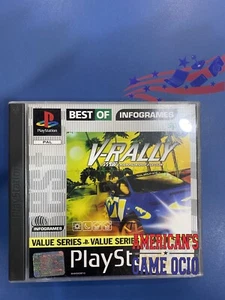 PlayStation
PAL
BEST OF
INFOGRAMES
V-RALLY
INFOGRAMES
VALUE SERIES
VALUE SERIES
PlaySt
AMERICAN'S
GAME OCIO